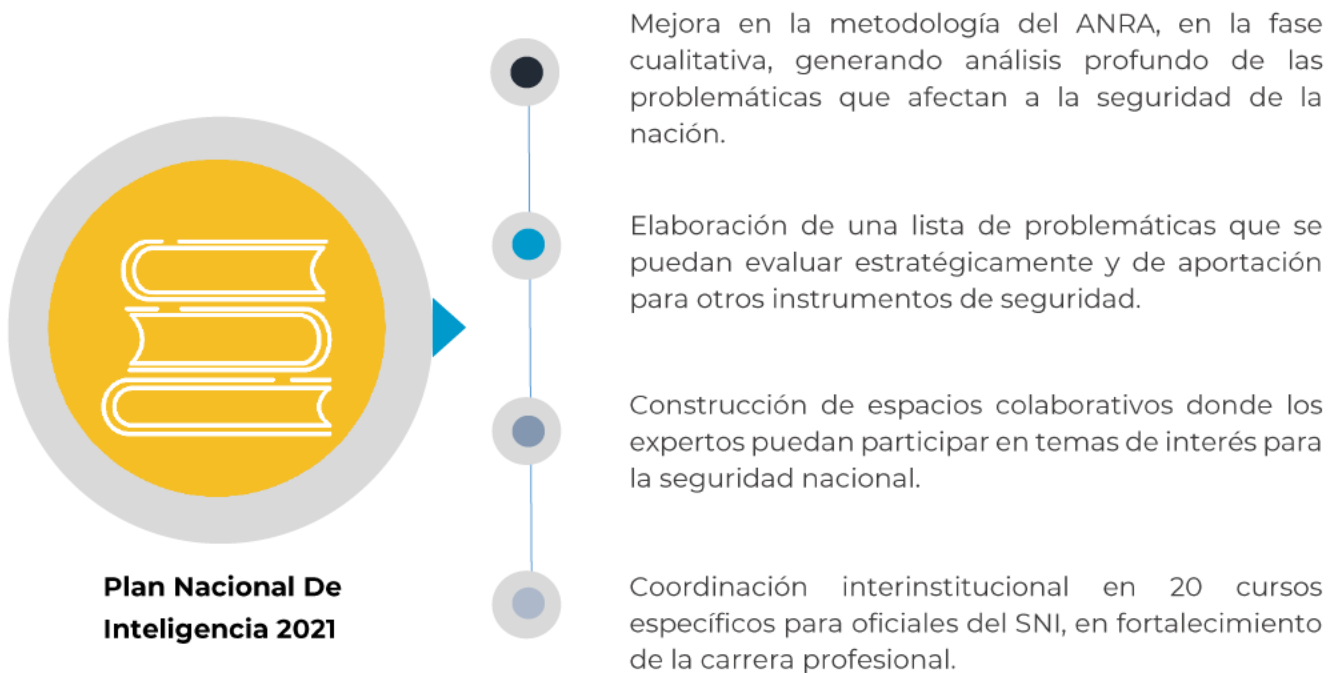 Mejora en la metodología del ANRA, en la fase
cualitativa, generando análisis profundo de las
problemáticas que afectan a la seguridad de la
nación.
Elaboración de una lista de problemáticas que se
puedan evaluar estratégicamente y de aportación
para otros instrumentos de seguridad.
Construcción de espacios colaborativos donde los
expertos puedan participar en temas de interés para
la seguridad nacional.
Coordinación interinstitucional en 20 cursos
específicos para oficiales del SNI, en fortalecimiento
de la carrera profesional.
Plan Nacional De
Inteligencia 2021